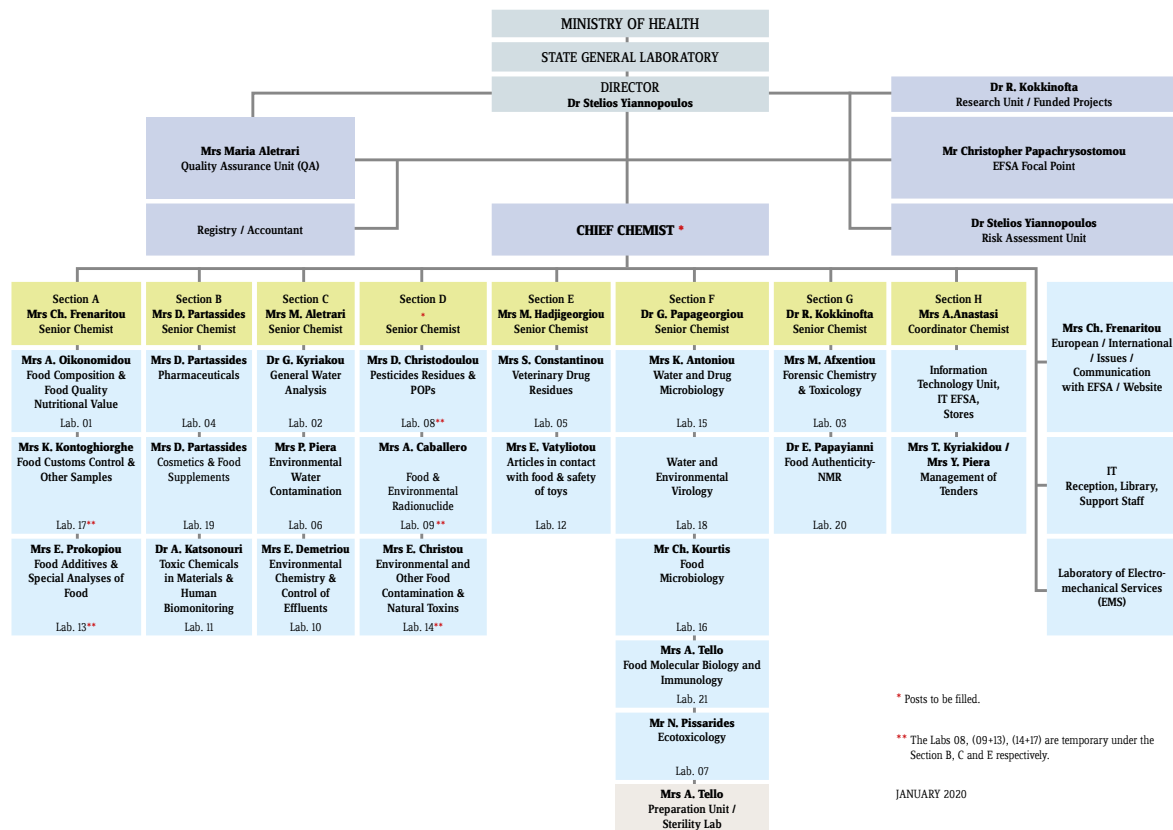 MINISTRY OF HEALTH
STATE GENERAL LABORATORY
DIRECTOR
Dr Stelios Yiannopoulos
Dr R. Kokkinofta
Research Unit / Funded Projects
Mrs Maria Aletrari
Quality Assurance Unit (QA)
Mr Christopher Papachrysostomou
EFSA Focal Point
Registry / Accountant
CHIEF CHEMIST *
Dr Stelios Yiannopoulos
Risk Assessment Unit
Section A
Mrs Ch. Frenaritou
Senior Chemist
Section B
Mrs D. Partassides
Senior Chemist
Section C
Mrs M. Aletrari
Senior Chemist
Section D
*
Senior Chemist
Section E
Mrs M. Hadjigeorgiou
Senior Chemist
Section F
Dr G. Papageorgiou
Senior Chemist
Section G
Dr R. Kokkinofta
Senior Chemist
Section H
Mrs A.Anastasi
Coordinator Chemist
Mrs Ch. Frenaritou
European / International
/ Issues /
Communication
with EFSA / Website
Mrs A. Oikonomidou
Food Composition &
Food Quality
Nutritional Value
Lab. 01
Mrs D. Partassides
Pharmaceuticals
Lab. 04
Dr G. Kyriakou
General Water
Analysis
Lab. 02
Mrs D. Christodoulou
Pesticides Residues &
POPs
Lab. 08**
Mrs S. Constantinou
Veterinary Drug
Residues
Lab. 05
Mrs K. Antoniou
Water and Drug
Microbiology
Lab. 15
Mrs M. Afxentiou
Forensic Chemistry
& Toxicology
Lab. 03
Information
Technology Unit,
IT EFSA,
Stores
Mrs K. Kontoghiorghe
Food Customs Control &
Other Samples
Lab. 17**
Mrs D. Partassides
Cosmetics & Food
Supplements
Lab. 19
Mrs P. Piera
Environmental
Water
Contamination
Lab. 06
Mrs A. Caballero
Food &
Environmental
Radionuclide
Lab. 09 **
Mrs E. Vatyliotou
Articles in contact
with food & safety
of toys
Lab. 12
Water and
Environmental
Virology
Lab. 18
Dr E. Papayianni
Food Authenticity-
NMR
Lab. 20
Mrs T. Kyriakidou /
Mrs Y. Piera
Management of
Tenders
IT
Reception, Library,
Support Staff
Mrs E. Prokopiou
Food Additives &
Special Analyses of
Food
Lab. 13**
Dr A. Katsonouri
Toxic Chemicals
in Materials &
Human
Biomonitoring
Lab. 11
Mrs E. Demetriou
Environmental
Chemistry &
Control of
Effluents
Lab. 10
Mrs E. Christou
Environmental and
Other Food
Contamination
& Natural Toxins
Lab. 14**
Mr Ch. Kourtis
Food
Microbiology
Lab. 16
Laboratory of Electro-
mechanical Services
(EMS)
Mrs A. Tello
Food Molecular Biology and
Immunology
Lab. 21
Mr N. Pissarides
Ecotoxicology
Lab. 07
Mrs A. Tello
Preparation Unit /
Sterility Lab
* Posts to be filled.
** The Labs 08, (09+13), (14+17) are temporary under the
Section B, C and E respectively.
JANUARY 2020